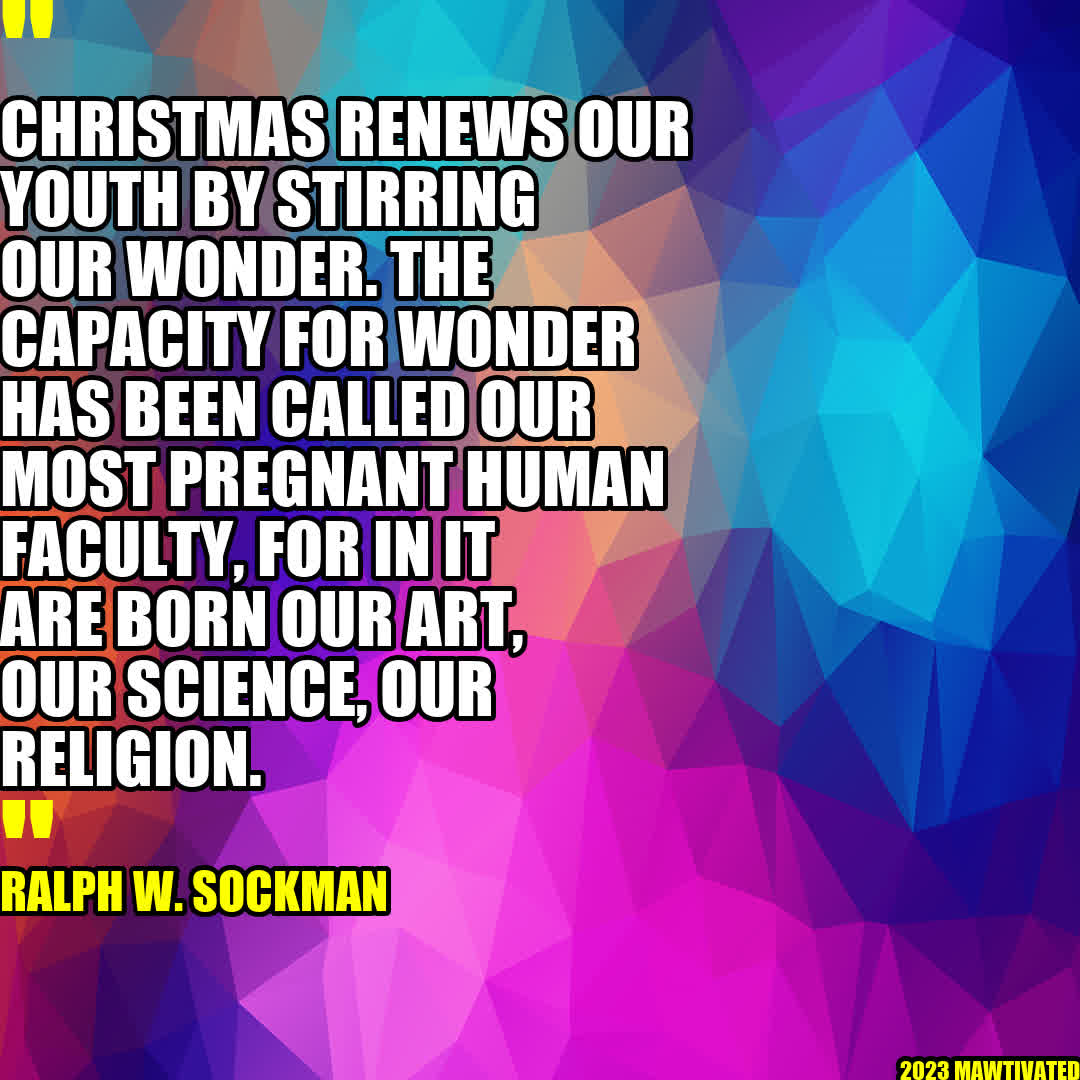 "
CHRISTMAS RENEWS OUR
YOUTH BY STIRRING
OUR WONDER. THE
CAPACITY FOR WONDER
HAS BEEN CALLED OUR
MOST PREGNANT HUMAN
FACULTY, FOR IN IT
ARE BORN OUR ART,
OUR SCIENCE, OUR
RELIGION.
"
RALPH W. SOCKMAN
2023 MAWTIVATED